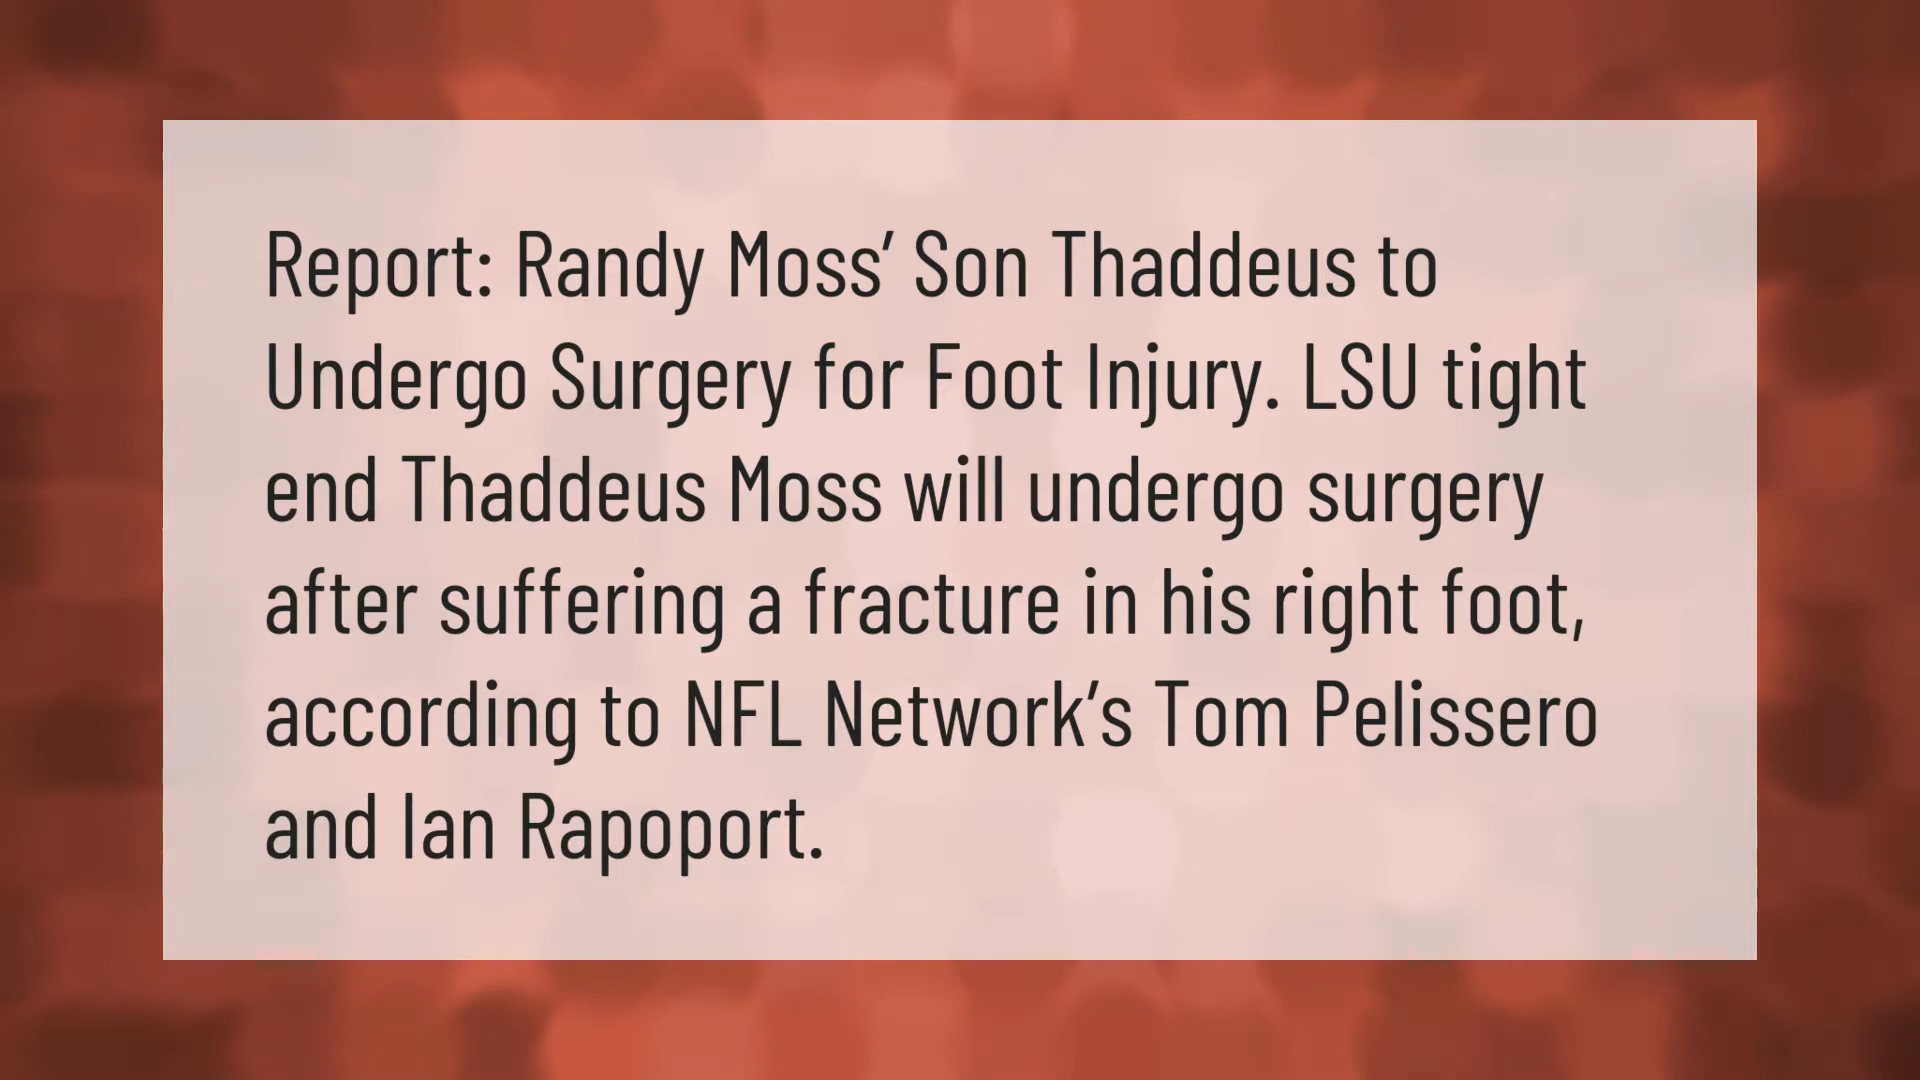 Report: Randy Moss’ Son Thaddeus to
Undergo Surgery for Foot Injury. LSU tight
end Thaddeus Moss will undergo surgery
after suffering a fracture in his right foot,
according to NFL Network’s Tom Pelissero
and Ian Rapoport.